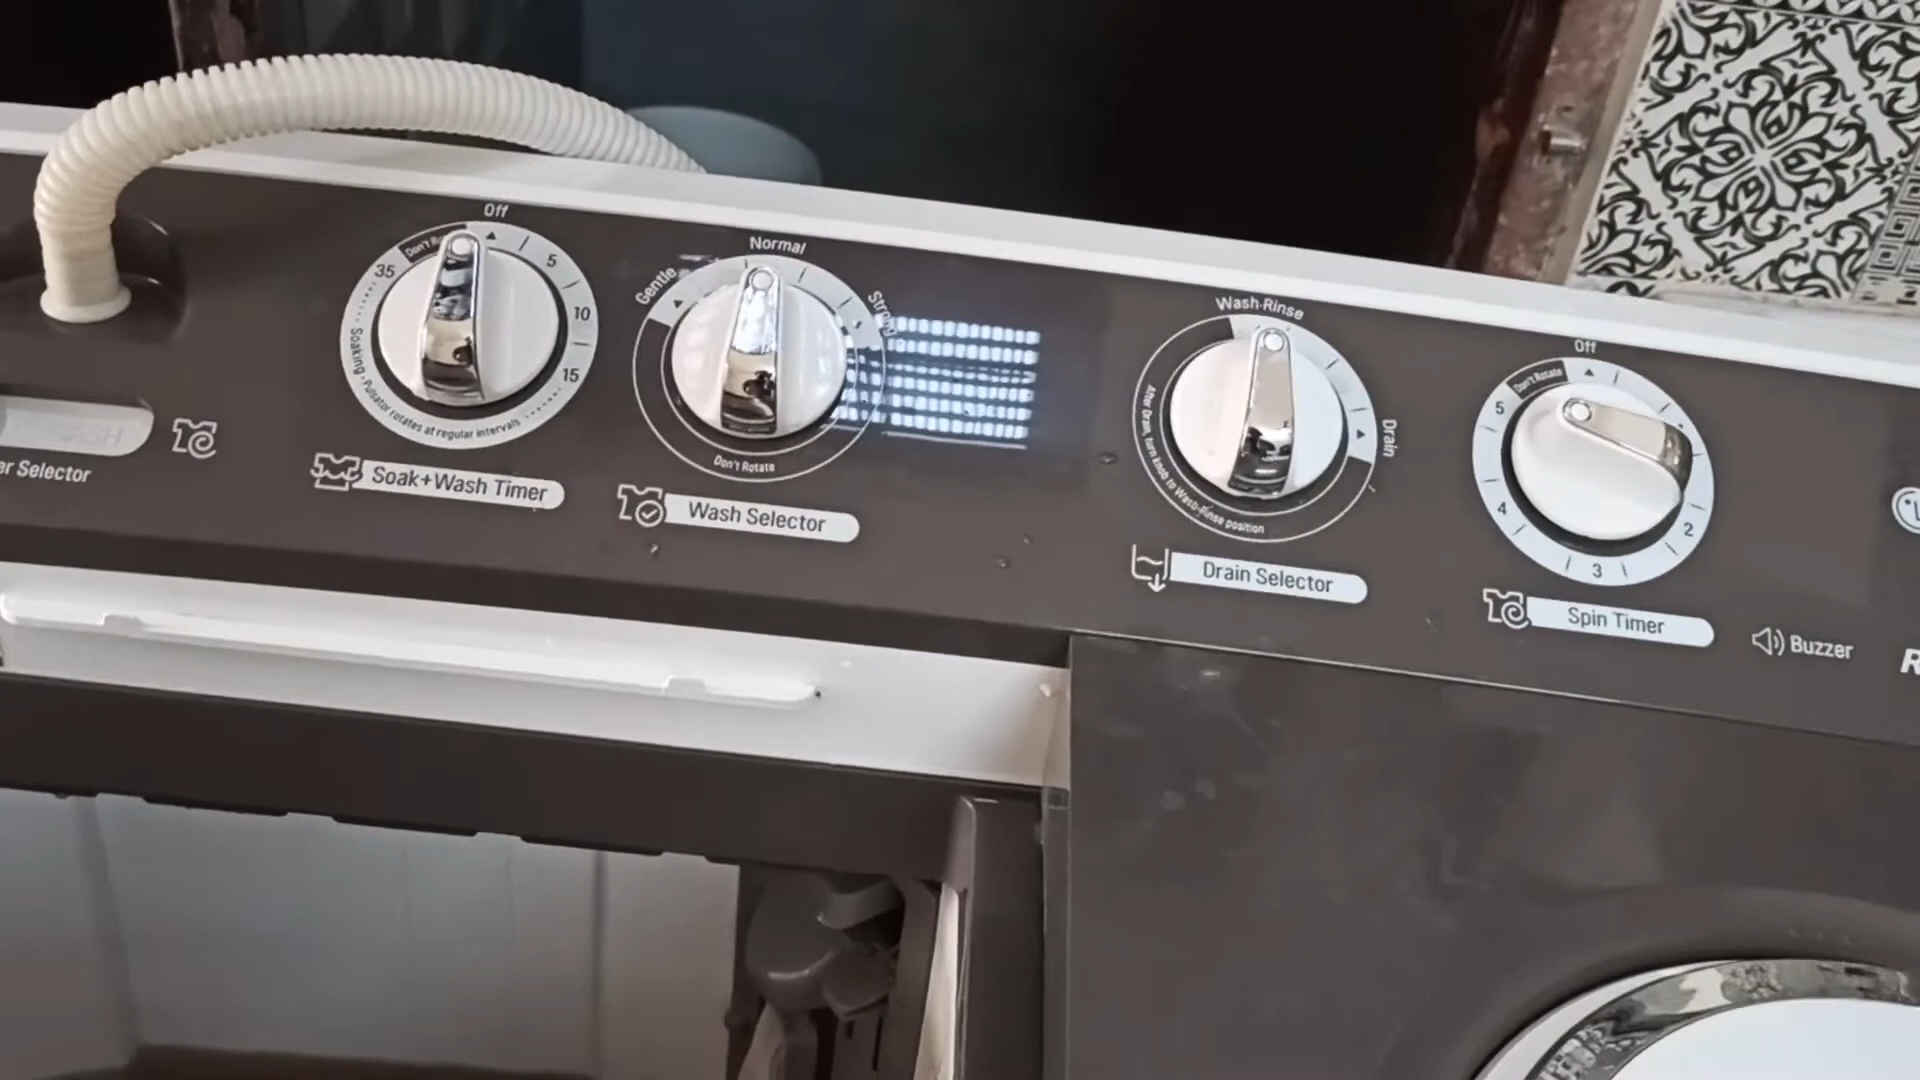 Off
Don't
5
10
15
35
Soaking : Pulsator rotates at regular intervals
Soak+Wash Timer
Gentle
Normal
Strong
Don't Rotate
Wash Selector
Wash-Rinse
Drain
After Drain, turn knob to Wash-Rinse position
Drain Selector
Off
Don't Rotate
5
4
3
2
Spin Timer
Buzzer
Selector